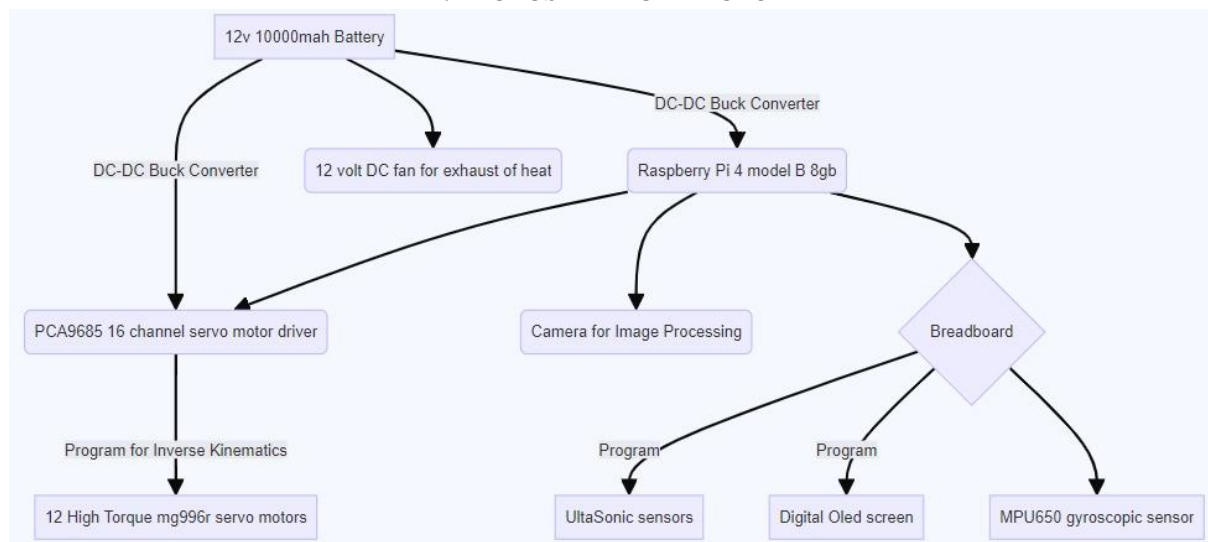 12v 10000mah Battery
DC-DC Buck Converter
DC-DC Buck Converter
12 volt DC fan for exhaust of heat
Raspberry Pi 4 model B 8gb
PCA9685 16 channel servo motor driver
Camera for Image Processing
Breadboard
Program for Inverse Kinematics
Program
Program
12 High Torque mg996r servo motors
UltaSonic sensors
Digital Oled screen
MPU650 gyroscopic sensor